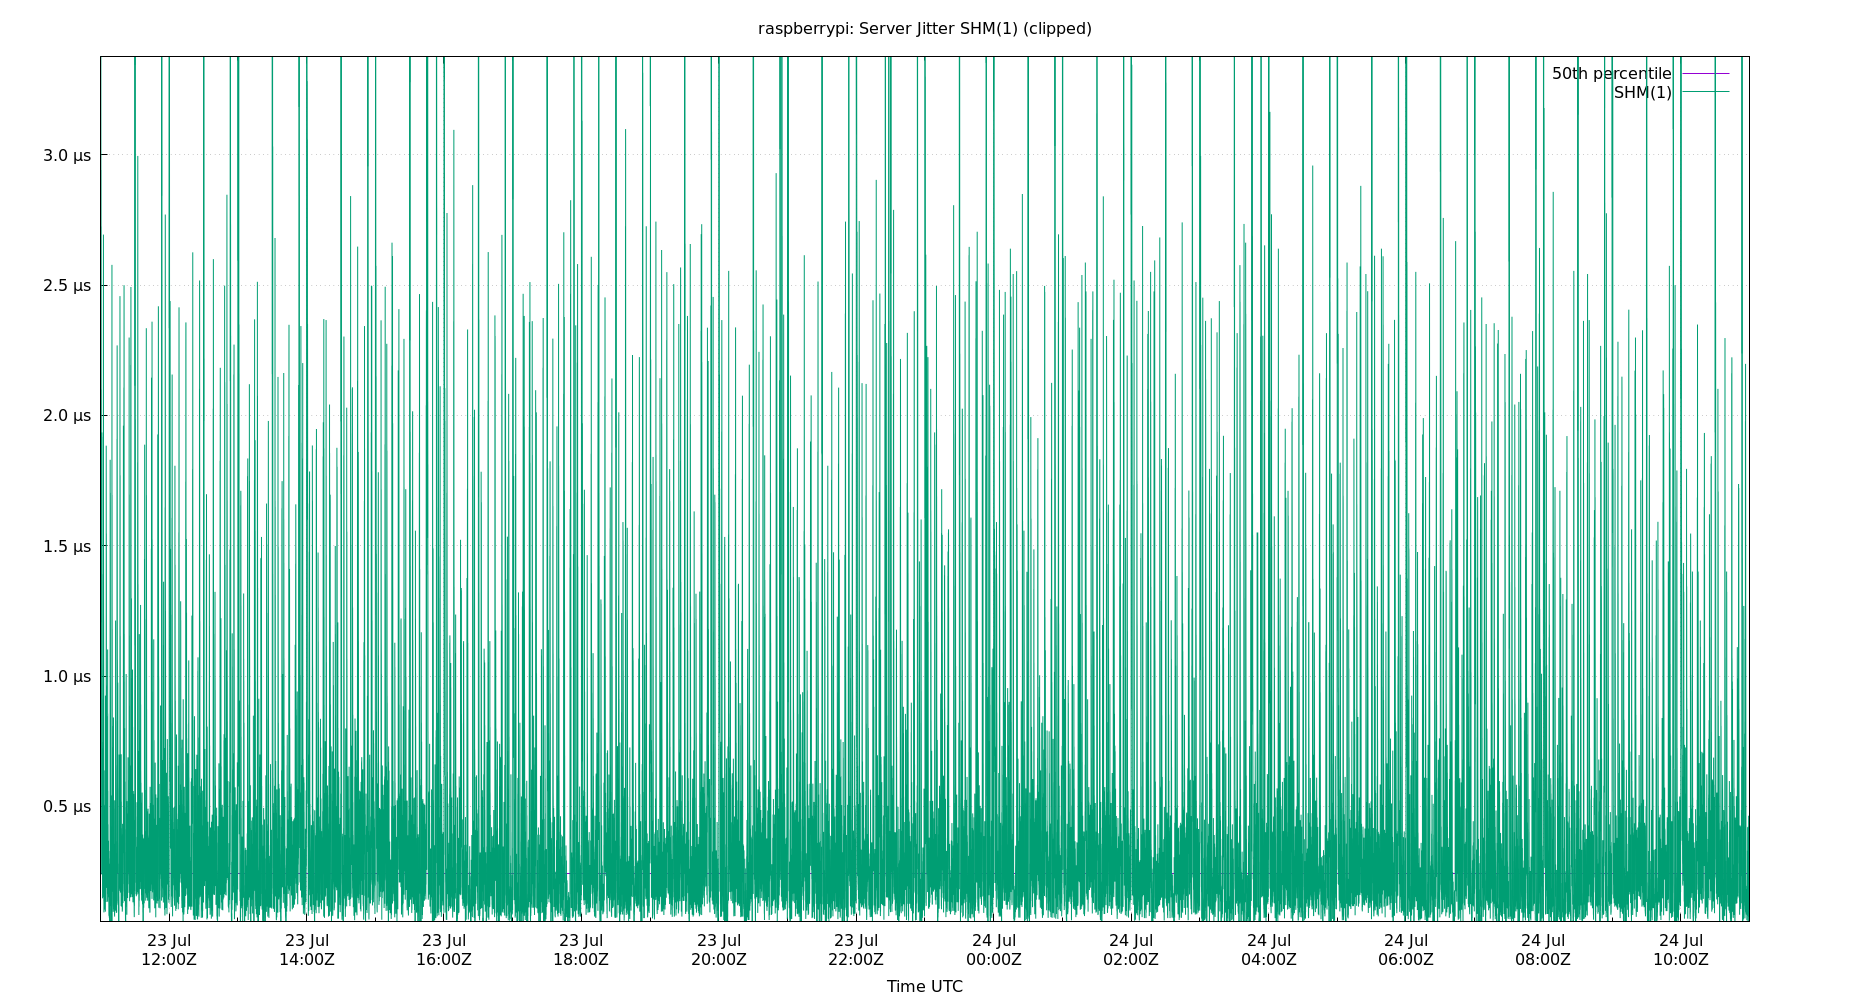 raspberrypi: Server Jitter SHM(1) (clipped)
50th percentile
SHM(1)
3.0 µs
2.5 µs
2.0 µs
1.5 µs
1.0 µs
0.5 µs
23 Jul 23 Jul 23 Jul 23 Jul 23 Jul 23 Jul 24 Jul 24 Jul 24 Jul 24 Jul 24 Jul 24 Jul
12:00Z 14:00Z 16:00Z 18:00Z 20:00Z 22:00Z 00:00Z 02:00Z 04:00Z 06:00Z 08:00Z 10:00Z
Time UTC